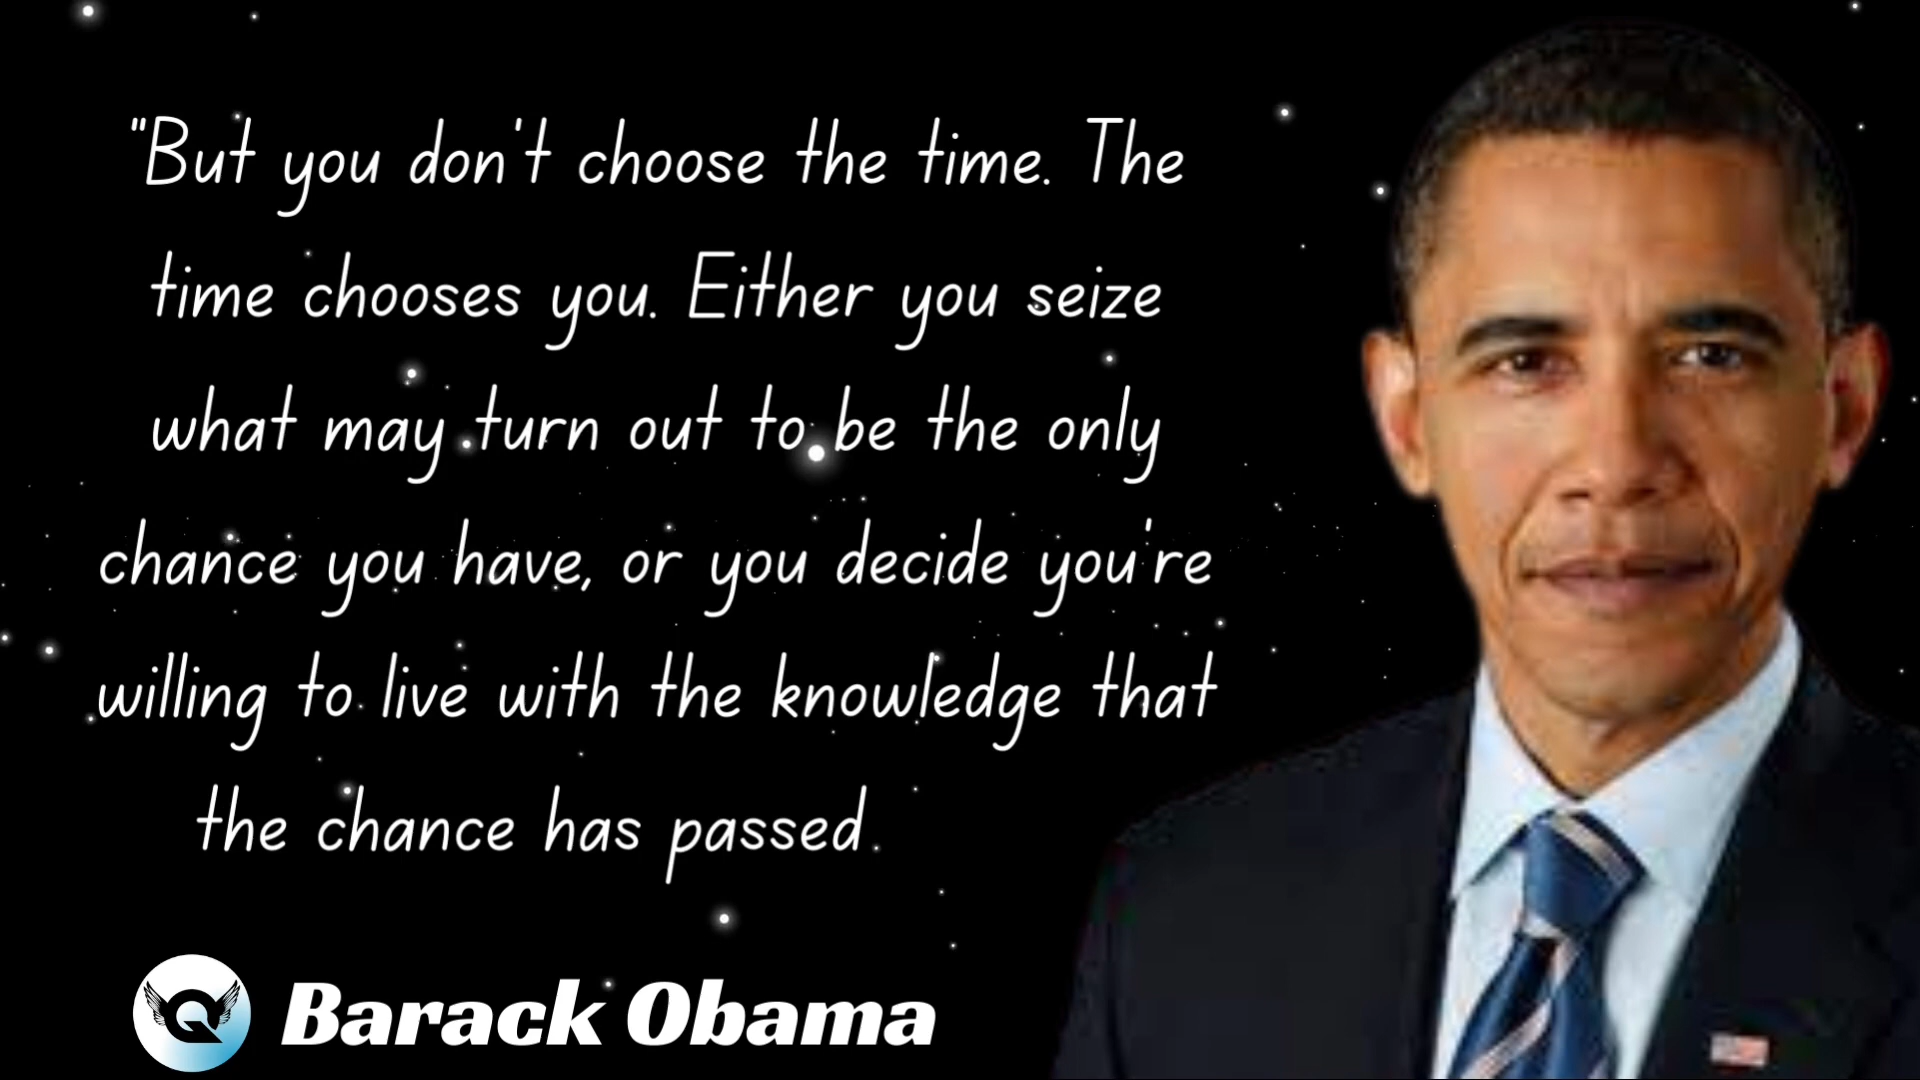 "But you don't choose the time. The
time chooses you. Either you seize
what may turn out to be the only
chance you have, or you decide you're
willing to live with the knowledge that
the chance has passed.
Q
Barack Obama